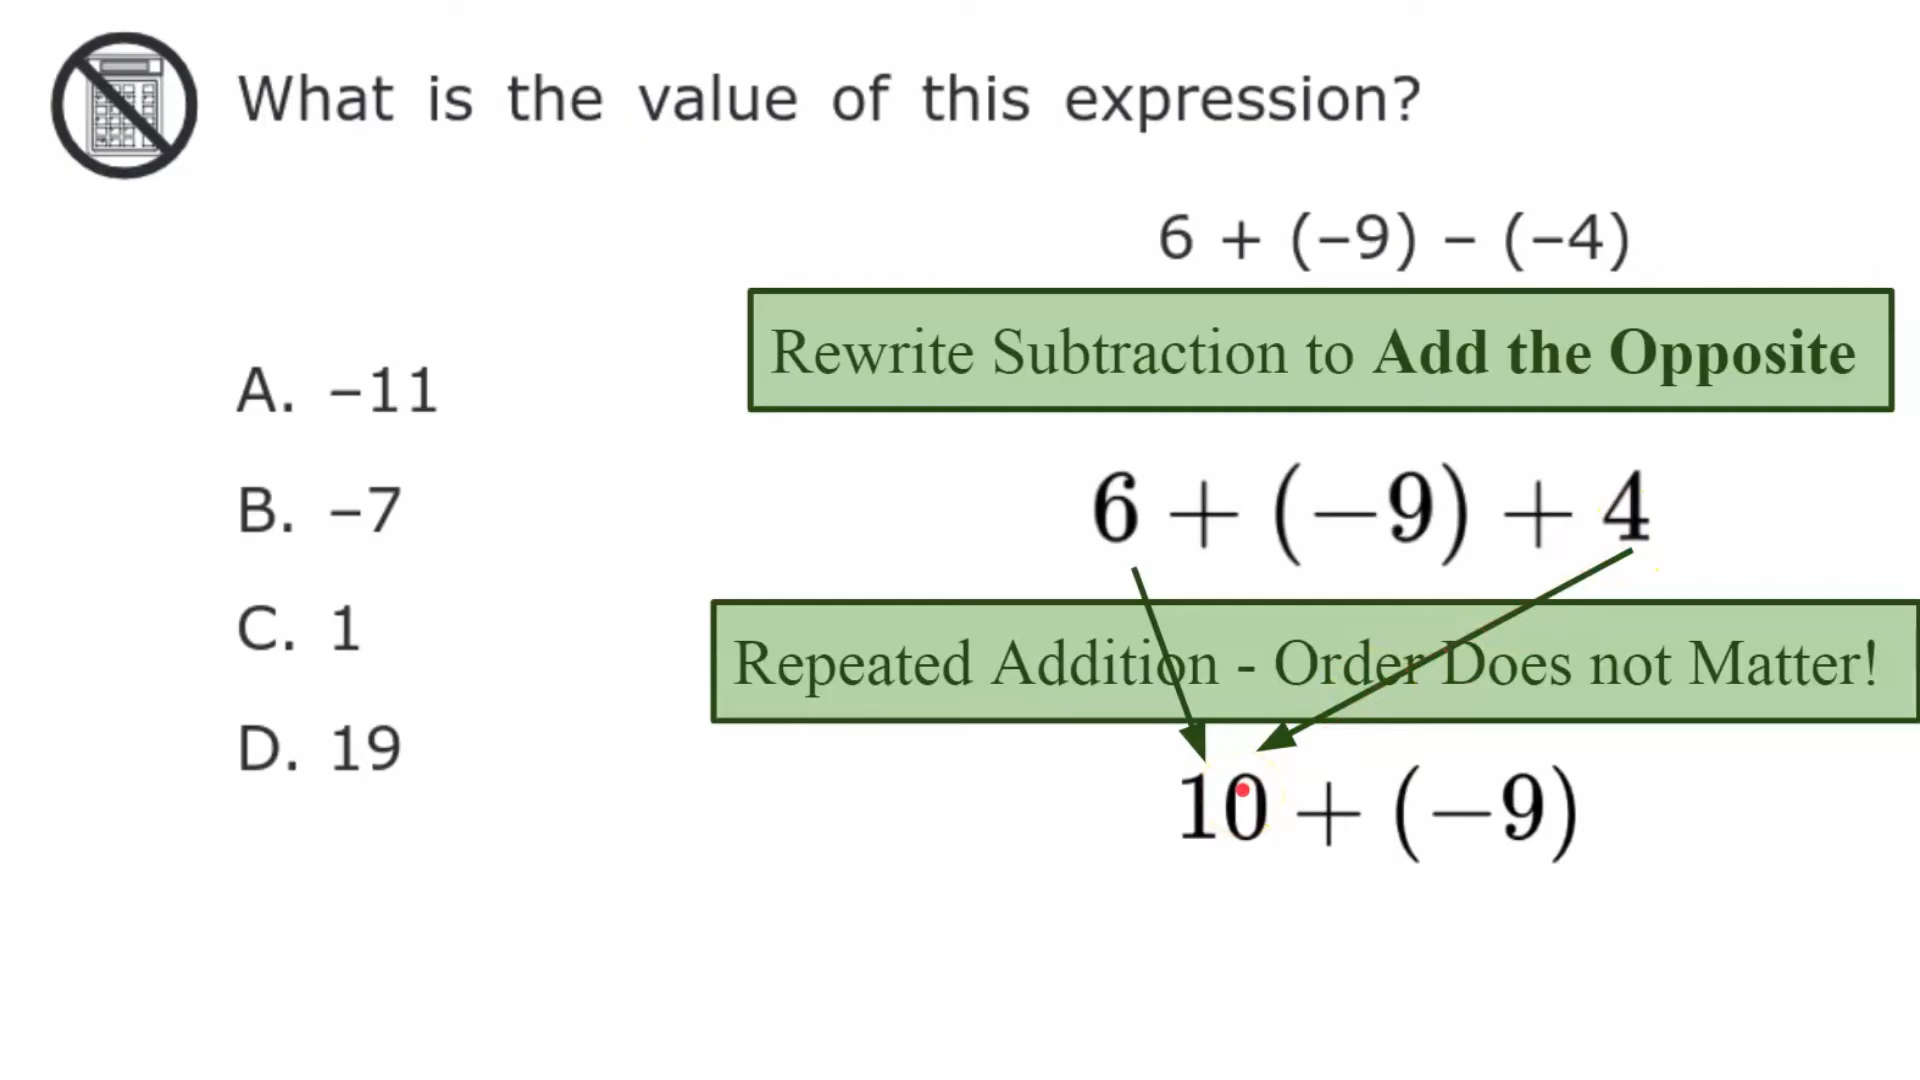 What is the value of this expression?
6 + (–9) – (–4)
Rewrite Subtraction to Add the Opposite
A. –11
B. –7
C. 1
D. 19
6 + (−9) + 4
Repeated Addition - Order Does not Matter!
10 + (−9)